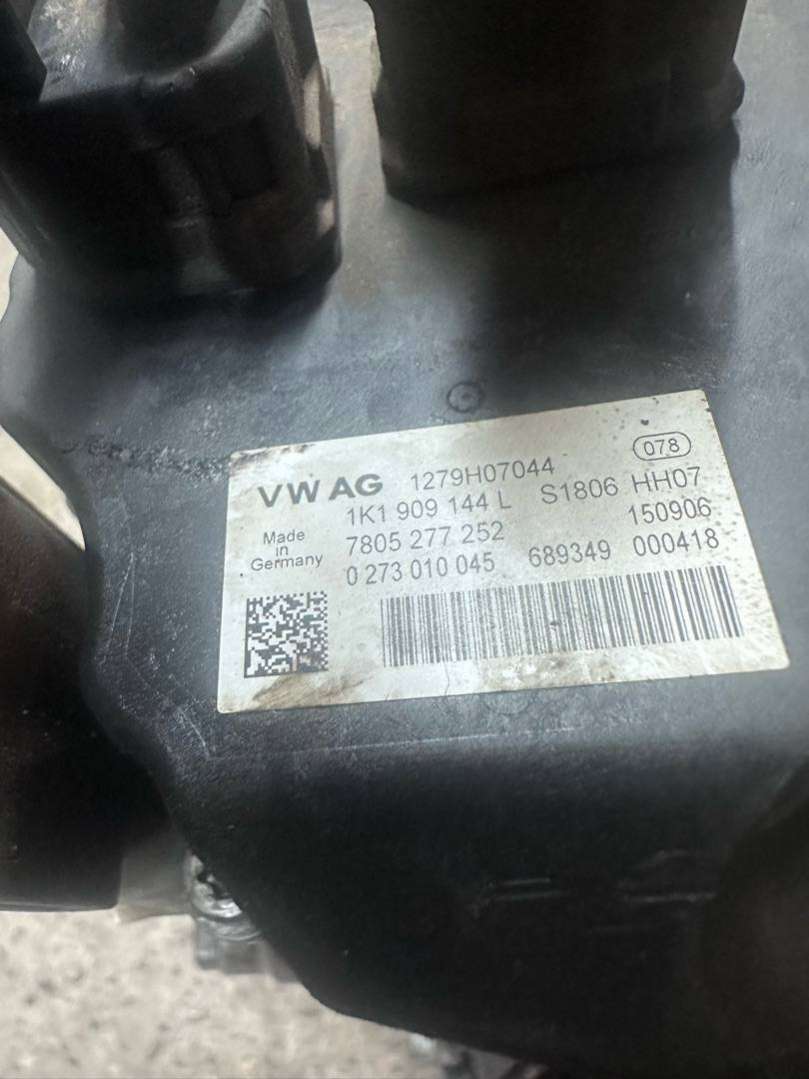 078
VW AG 1279H07044
1K1 909 144 L S1806 HH07
Made in Germany
7805 277 252 150906
0 273 010 045 689349 000418